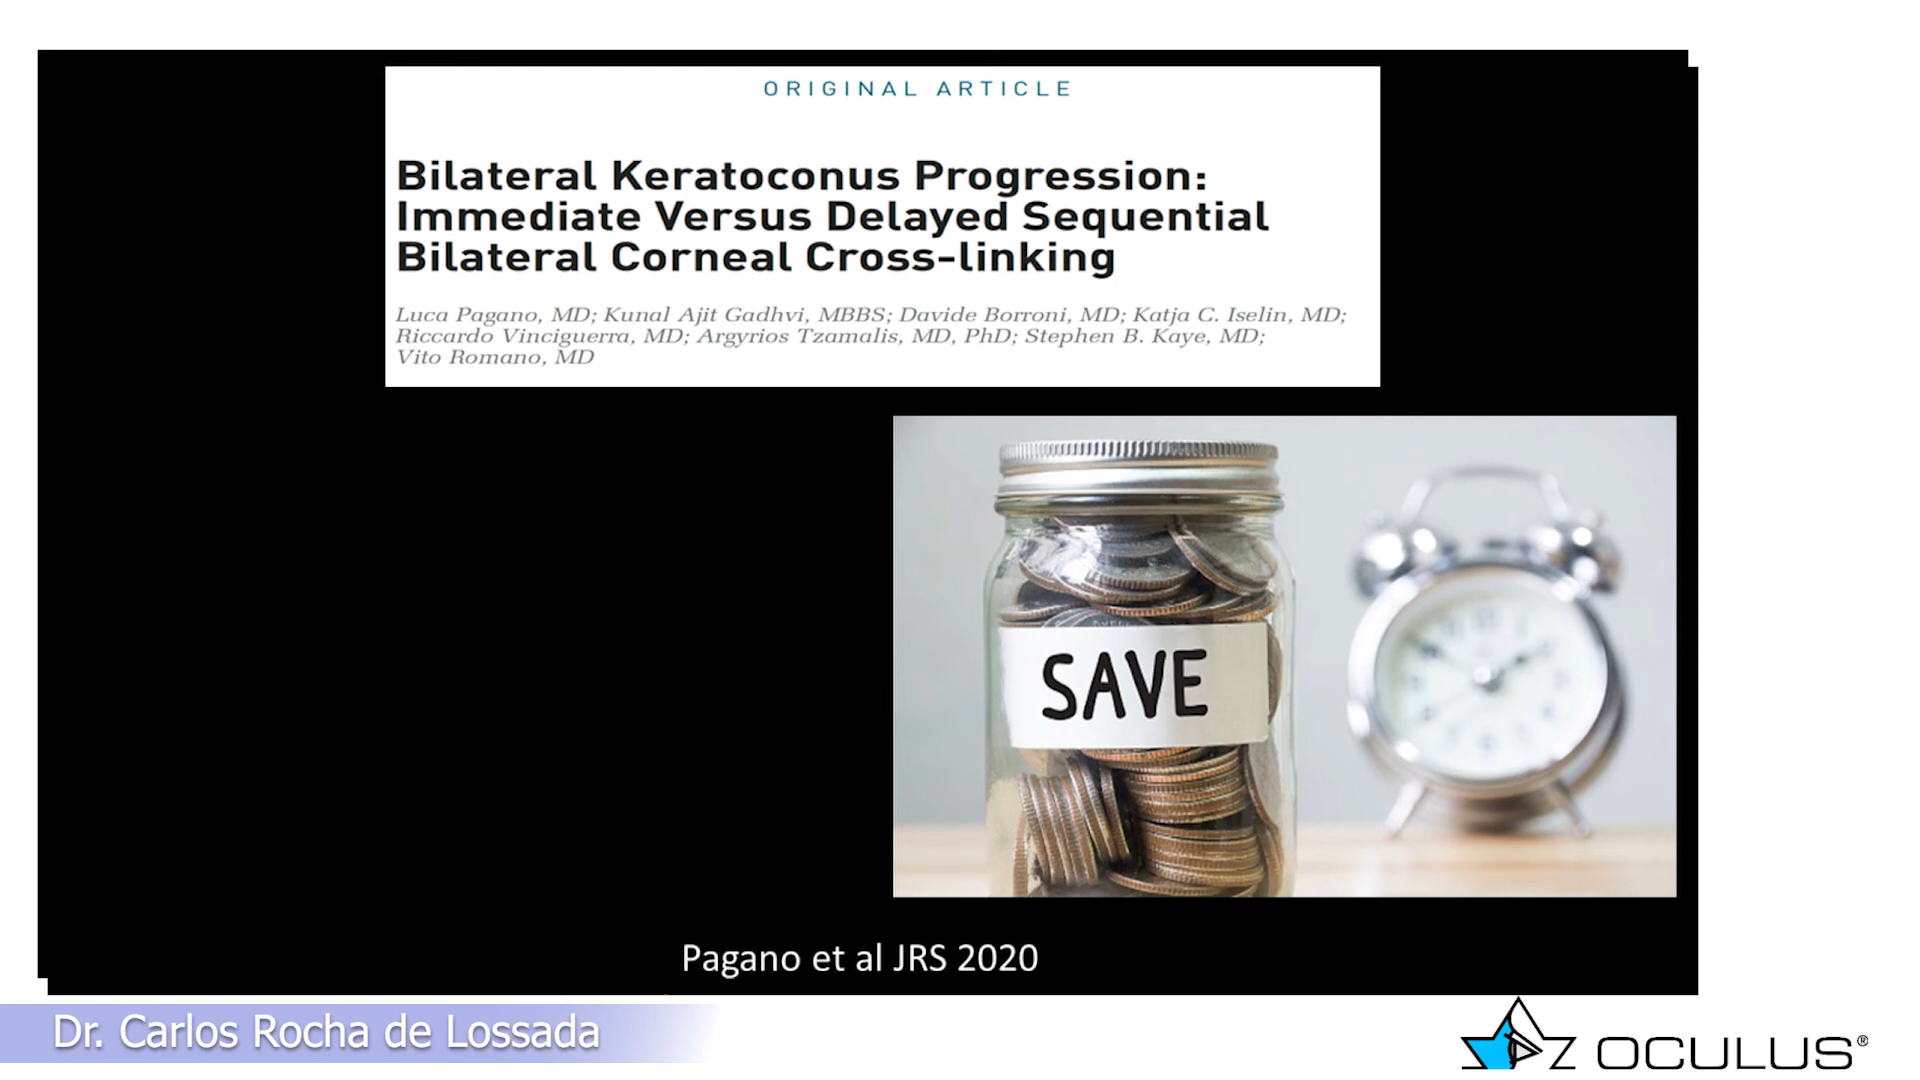 ORIGINAL ARTICLE
Bilateral Keratoconus Progression:
Immediate Versus Delayed Sequential
Bilateral Corneal Cross-linking
Luca Pagano, MD; Kunal Ajit Gadhvi, MBBS; Davide Borroni, MD; Katja C. Iselin, MD;
Riccardo Vinciguerra, MD; Argyrios Tzamalis, MD, PhD; Stephen B. Kaye, MD;
Vito Romano, MD
SAVE
Pagano et al JRS 2020
Dr. Carlos Rocha de Lossada
OCULUS®